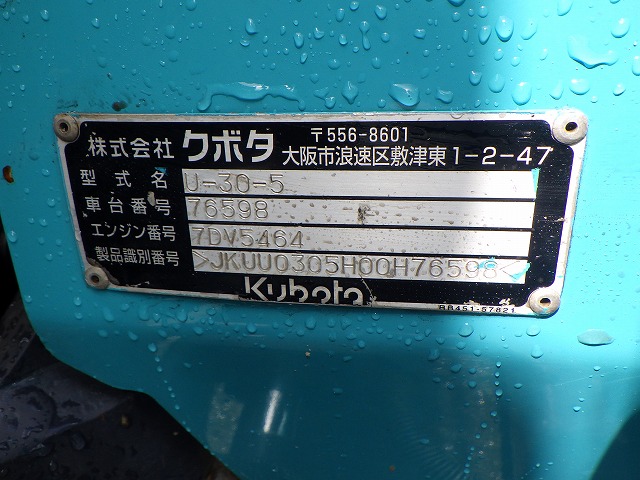 株式会社 クボタ 〒556-8601
大阪市浪速区敷津東1-2-47
型式名 U-30-5
車台番号 76598
エンジン番号 7DV5464
製品識別番号 >JKUU0305H00H76598<
Kubota
RB451-57821